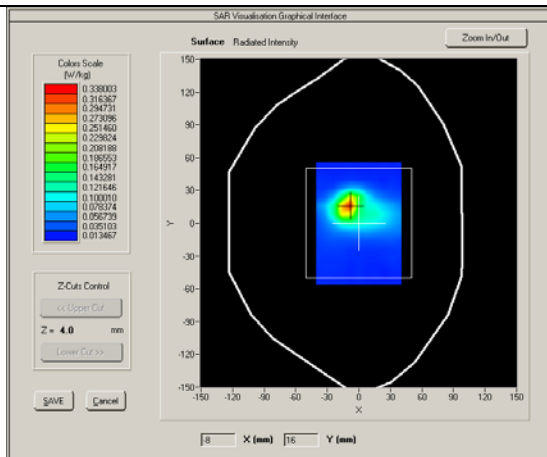 SAR Visualisation Graphical Interface
Surface Radiated Intensity
Zoom In/Out
Colors Scale
(W/kg)
0.338003
0.316367
0.294731
0.273096
0.251460
0.229824
0.208188
0.186553
0.164917
0.143281
0.121646
0.100010
0.078374
0.056739
0.035103
0.013467
150
120
90
60
30
0
-30
-60
-90
-120
-150
Y
-150 -120 -90 -60 -30 0 30 60 90 120 150
X
Z-Cuts Control
<< Upper Cut
Z = 4.0 mm
Lower Cut >>
SAVE Cancel
-8 X (mm) 16 Y (mm)